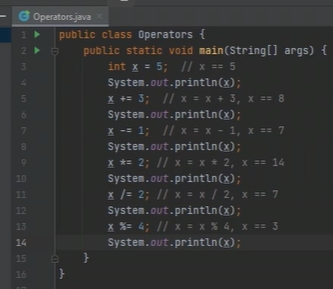 Operators.java
1 public class Operators {
2 public static void main(String[] args) {
3 int x = 5; // x == 5
4 System.out.println(x);
5 x += 3; // x = x + 3, x == 8
6 System.out.println(x);
7 x -= 1; // x = x - 1, x == 7
8 System.out.println(x);
9 x *= 2; // x = x * 2, x == 14
10 System.out.println(x);
11 x /= 2; // x = x / 2, x == 7
12 System.out.println(x);
13 x %= 4; // x = x % 4, x == 3
14 System.out.println(x);
15 }
16 }